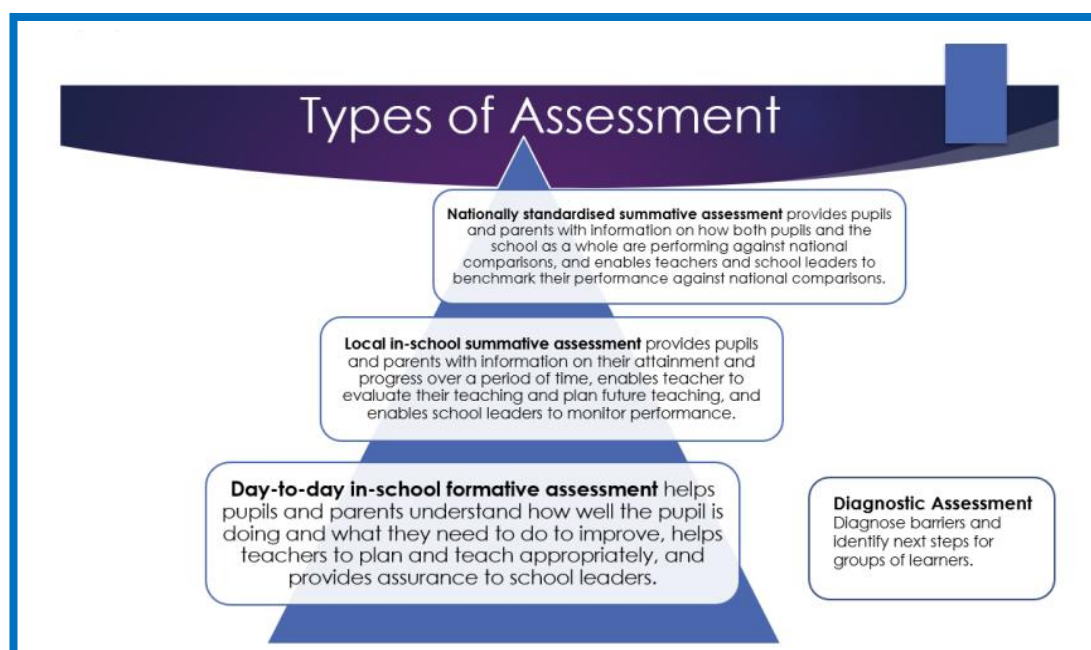 Types of Assessment
Nationally standardised summative assessment provides pupils
and parents with information on how both pupils and the
school as a whole are performing against national
comparisons, and enables teachers and school leaders to
benchmark their performance against national comparisons.
Local in-school summative assessment provides pupils
and parents with information on their attainment and
progress over a period of time, enables teacher to
evaluate their teaching and plan future teaching, and
enables school leaders to monitor performance.
Day-to-day in-school formative assessment helps
pupils and parents understand how well the pupil is
doing and what they need to do to improve, helps
teachers to plan and teach appropriately, and
provides assurance to school leaders.
Diagnostic Assessment
Diagnose barriers and
identify next steps for
groups of learners.